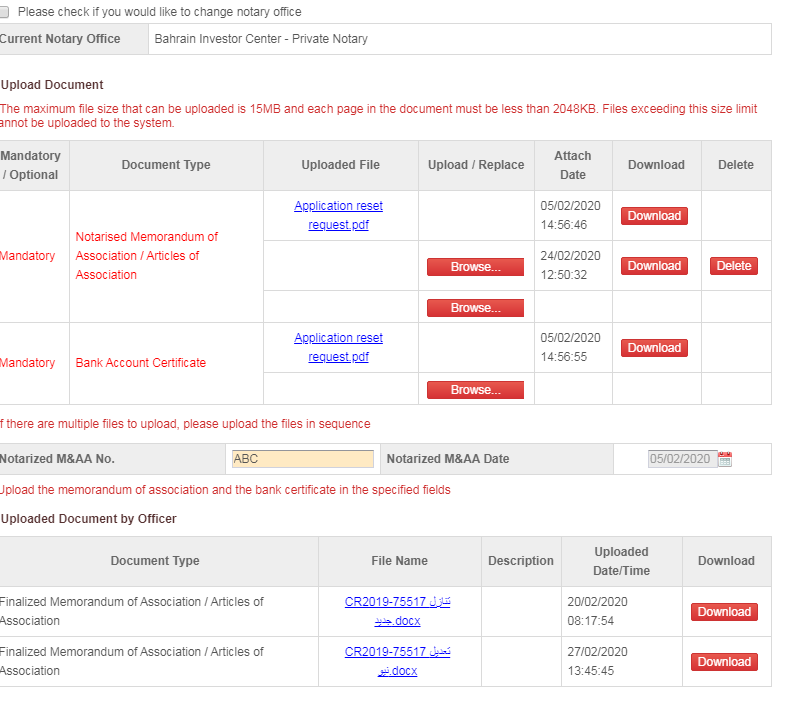 Please check if you would like to change notary office
Current Notary Office
Bahrain Investor Center - Private Notary
Upload Document
The maximum file size that can be uploaded is 15MB and each page in the document must be less than 2048KB. Files exceeding this size limit
annot be uploaded to the system.
Mandatory
/ Optional
Document Type
Uploaded File
Upload / Replace
Attach
Date
Download
Delete
Mandatory
Notarised Memorandum of
Association / Articles of
Association
Application reset
request.pdf
05/02/2020
14:56:46
Download
Browse...
24/02/2020
12:50:32
Download
Delete
Browse...
Mandatory
Bank Account Certificate
Application reset
request.pdf
05/02/2020
14:56:55
Download
Browse...
f there are multiple files to upload, please upload the files in sequence
Notarized M&AA No.
ABC
Notarized M&AA Date
05/02/2020
Upload the memorandum of association and the bank certificate in the specified fields
Uploaded Document by Officer
Document Type
File Name
Description
Uploaded
Date/Time
Download
Finalized Memorandum of Association / Articles of
Association
CR2019-75517 تنازل
جديد.docx
20/02/2020
08:17:54
Download
Finalized Memorandum of Association / Articles of
Association
CR2019-75517 تعديل
نيو.docx
27/02/2020
13:45:45
Download